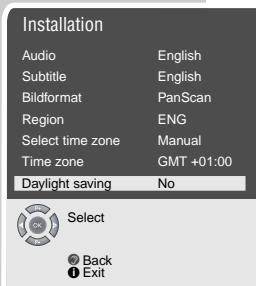 Installation
Audio English
Subtitle English
Bildformat PanScan
Region ENG
Select time zone Manual
Time zone GMT +01:00
Daylight saving No
P+
OK
P-
Select
Back
i Exit